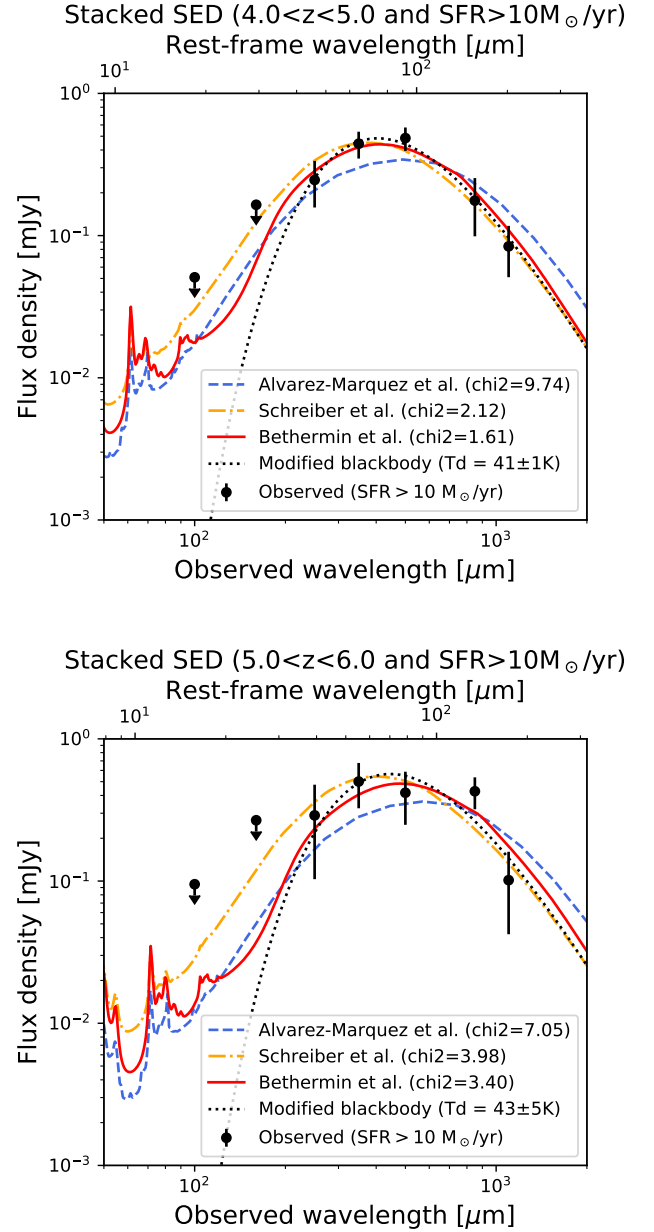 Stacked SED (4.0<z<5.0 and SFR>10M⊙/yr)
Rest-frame wavelength [μm]
10¹ 10²
10⁰
10⁻¹
10⁻²
10⁻³
Flux density [mJy]
Alvarez-Marquez et al. (chi2=9.74)
Schreiber et al. (chi2=2.12)
Bethermin et al. (chi2=1.61)
Modified blackbody (Td = 41±1K)
Observed (SFR > 10 M⊙/yr)
10² 10³
Observed wavelength [μm]
Stacked SED (5.0<z<6.0 and SFR>10M⊙/yr)
Rest-frame wavelength [μm]
10¹ 10²
10⁰
10⁻¹
10⁻²
10⁻³
Flux density [mJy]
Alvarez-Marquez et al. (chi2=7.05)
Schreiber et al. (chi2=3.98)
Bethermin et al. (chi2=3.40)
Modified blackbody (Td = 43±5K)
Observed (SFR > 10 M⊙/yr)
10² 10³
Observed wavelength [μm]